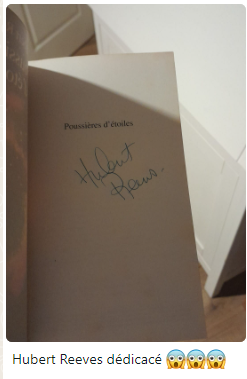 Poussières d'étoiles
Hubert
Reeves.
Hubert Reeves dédicacé 😱😱😱